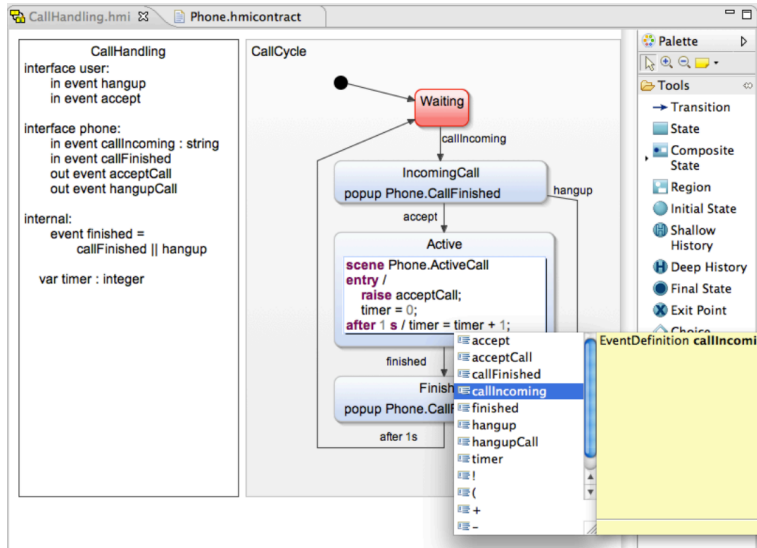 CallHandling.hmi
Phone.hmicontract
CallHandling
interface user:
in event hangup
in event accept
interface phone:
in event callIncoming : string
in event callFinished
out event acceptCall
out event hangupCall
internal:
event finished =
callFinished || hangup
var timer : integer
CallCycle
Waiting
callIncoming
IncomingCall
popup Phone.CallFinished
hangup
accept
Active
scene Phone.ActiveCall
entry /
raise acceptCall;
timer = 0;
after 1 s / timer = timer + 1;
finished
Finish
popup Phone.CallF
after 1s
accept
acceptCall
callFinished
callIncoming
finished
hangup
hangupCall
timer
!
(
+
-
EventDefinition callIncomi
Palette
Tools
Transition
State
Composite
State
Region
Initial State
Shallow
History
Deep History
Final State
Exit Point
Choice